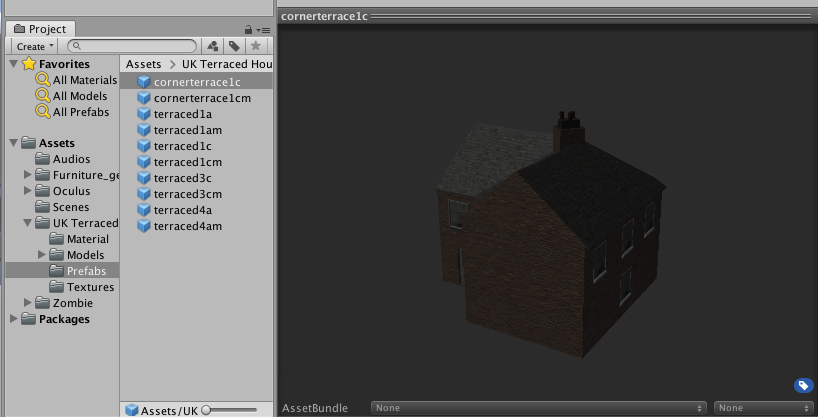 Project
Create
Favorites
All Materials
All Models
All Prefabs
Assets
Audios
Furniture_ge
Oculus
Scenes
UK Terraced
Material
Models
Prefabs
Textures
Zombie
Packages
Assets > UK Terraced Hou
cornerterrace1c
cornerterrace1cm
terraced1a
terraced1am
terraced1c
terraced1cm
terraced3c
terraced3cm
terraced4a
terraced4am
Assets/UK
cornerterrace1c
AssetBundle None None